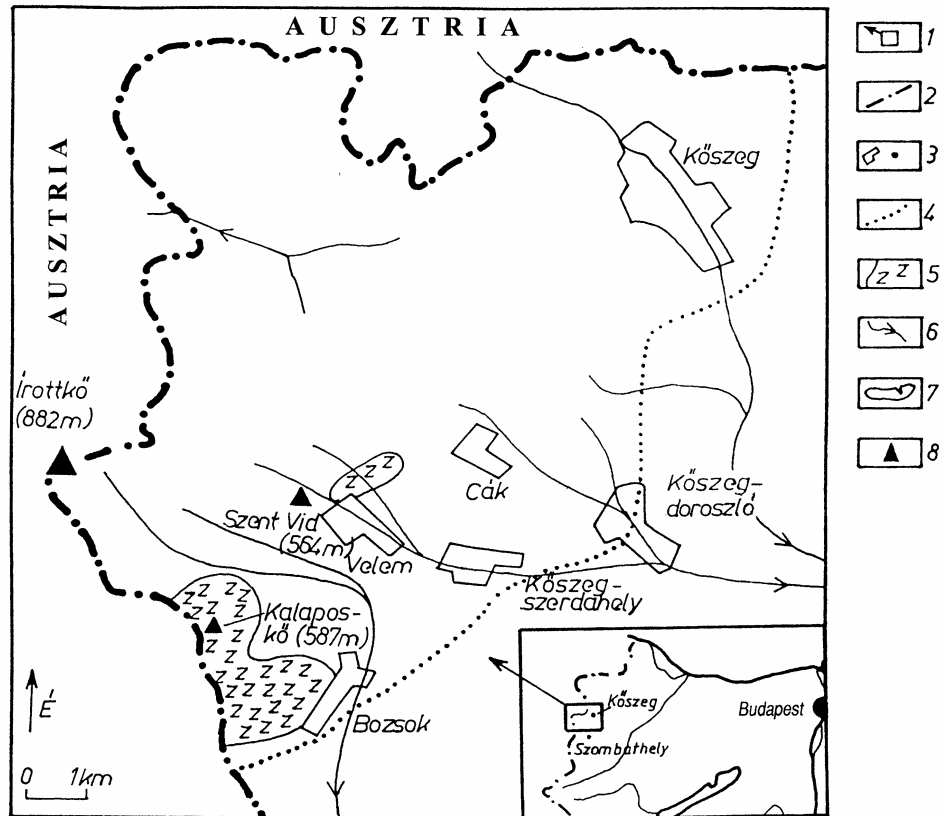 AUSZTRIA
AUSZTRIA
Kőszeg
Írottkő
(882m)
Szent Vid
(564m)
Velem
Cák
Kőszeg-
doroszló
Kőszeg-
szerdahely
Kalapos-
kő (587m)
Bozsok
É
0 1km
Kőszeg
Budapest
Szombathely
z z z
z z
z z z z
z z z
z
z z
z
z z
z z z z
z z z z z
z z z z z
z z z z
z z z
1
2
3
4
z z 5
6
7
8